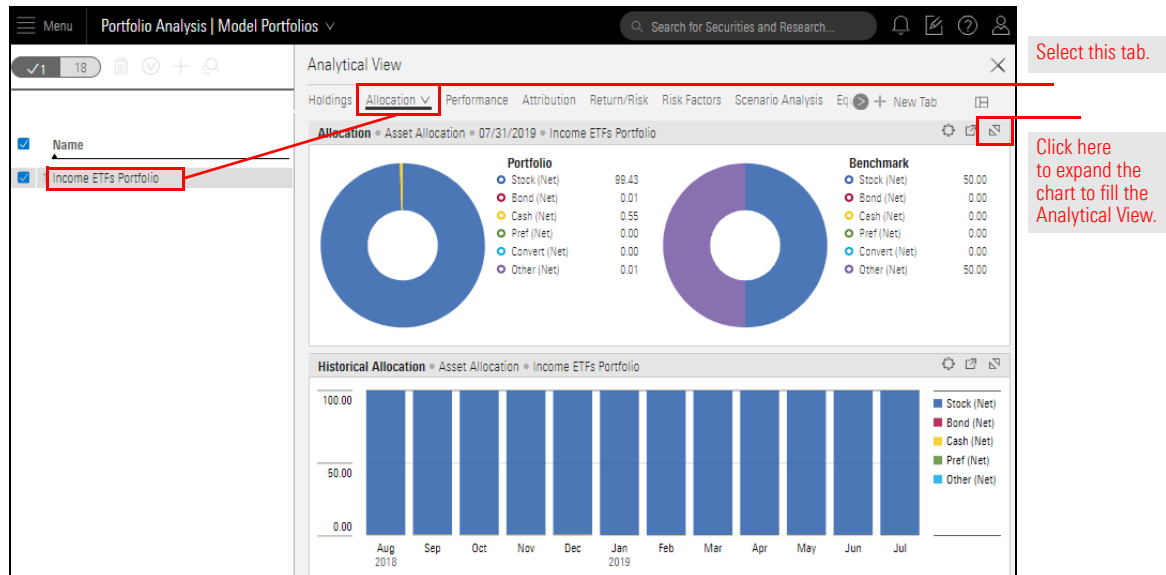 Menu
Portfolio Analysis | Model Portfolios
Search for Securities and Research...
1 18
Name
Income ETFs Portfolio
Analytical View
Holdings Allocation Performance Attribution Return/Risk Risk Factors Scenario Analysis Eq + New Tab
Allocation • Asset Allocation • 07/31/2019 • Income ETFs Portfolio
Portfolio
Stock (Net) 99.43
Bond (Net) 0.01
Cash (Net) 0.55
Pref (Net) 0.00
Convert (Net) 0.00
Other (Net) 0.01
Benchmark
Stock (Net) 50.00
Bond (Net) 0.00
Cash (Net) 0.00
Pref (Net) 0.00
Convert (Net) 0.00
Other (Net) 50.00
Historical Allocation • Asset Allocation • Income ETFs Portfolio
100.00
50.00
0.00
Aug Sep Oct Nov Dec Jan Feb Mar Apr May Jun Jul
2018 2019
Stock (Net)
Bond (Net)
Cash (Net)
Pref (Net)
Other (Net)
Select this tab.
Click here
to expand the
chart to fill the
Analytical View.